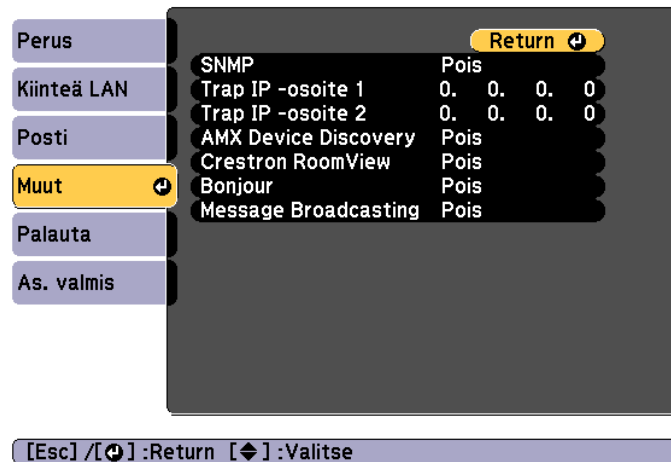 Perus
Kiinteä LAN
Posti
Muut
Palauta
As. valmis
Return
SNMP Pois
Trap IP -osoite 1 0. 0. 0. 0
Trap IP -osoite 2 0. 0. 0. 0
AMX Device Discovery Pois
Crestron RoomView Pois
Bonjour Pois
Message Broadcasting Pois
[Esc] /[⏎] :Return [◆] :Valitse